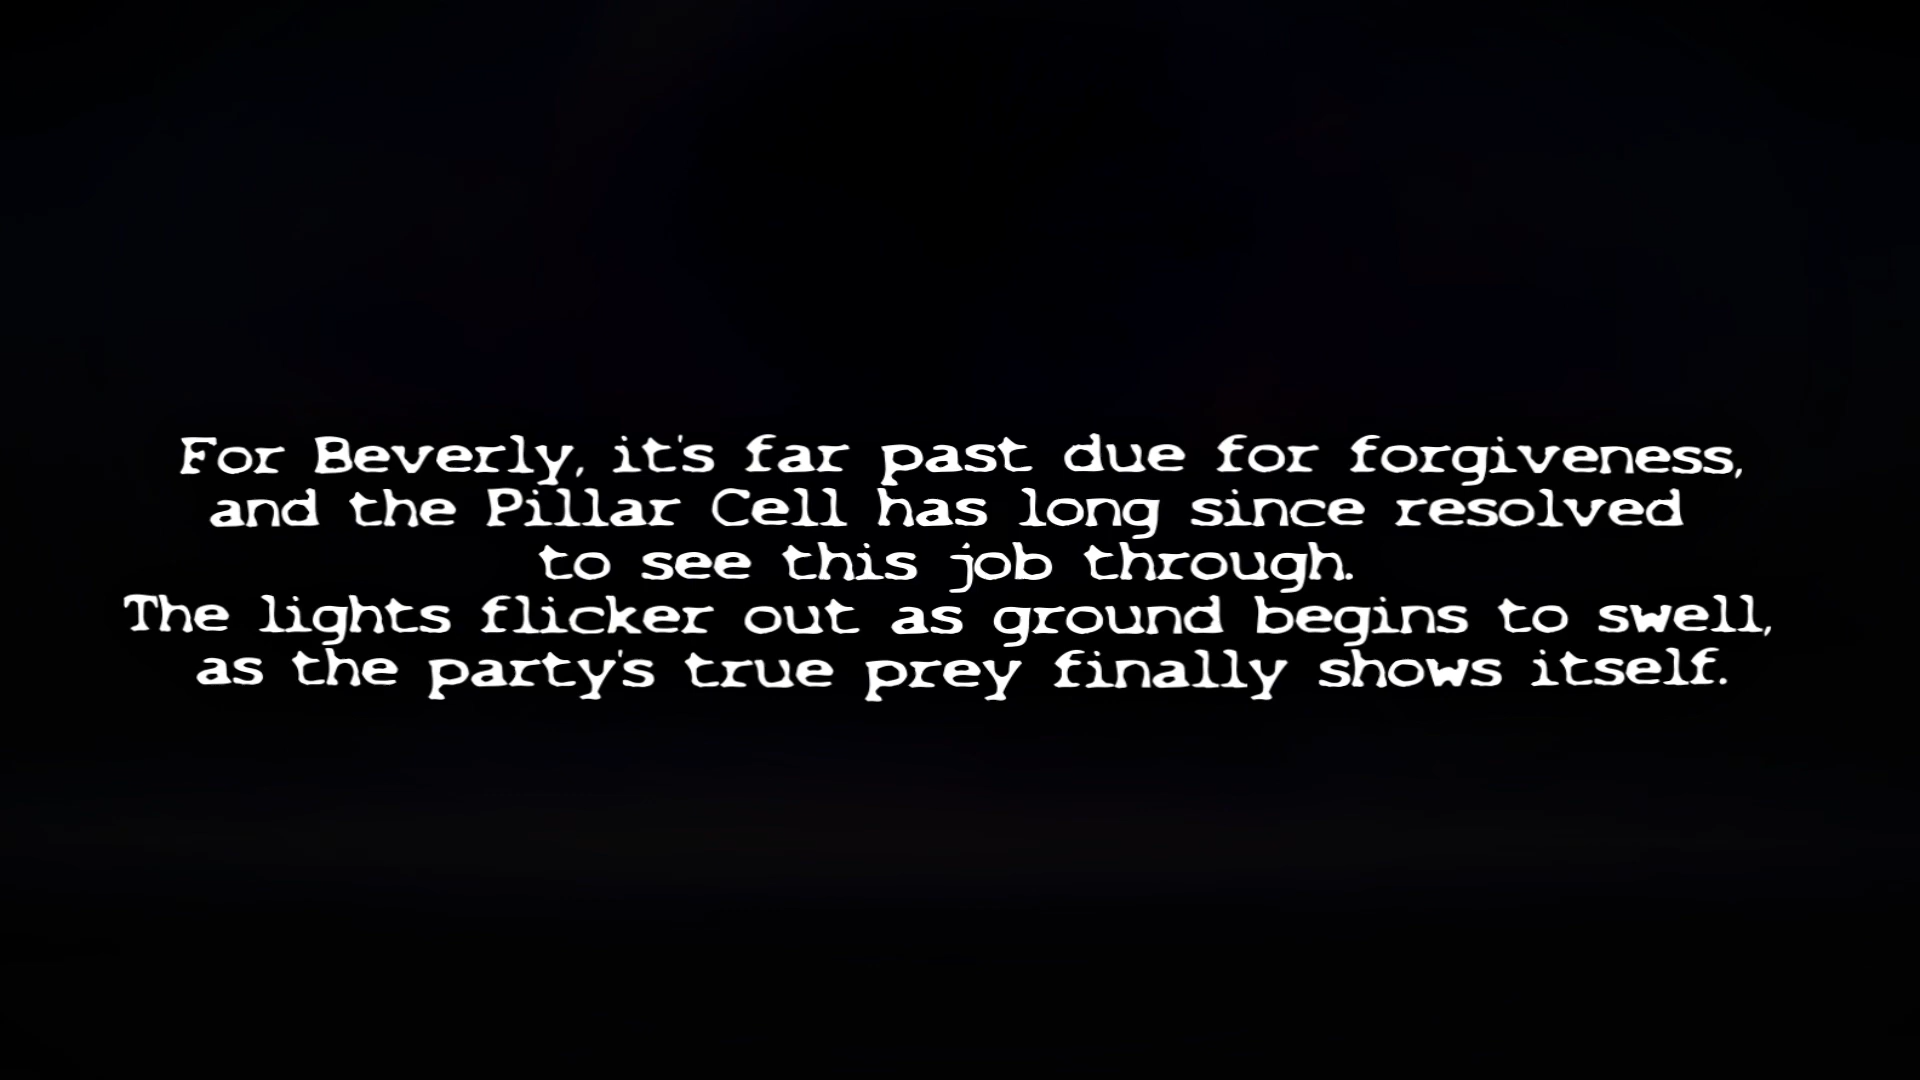 For Beverly, it's far past due for forgiveness,
and the Pillar Cell has long since resolved
to see this job through.
The lights flicker out as ground begins to swell,
as the party's true prey finally shows itself.